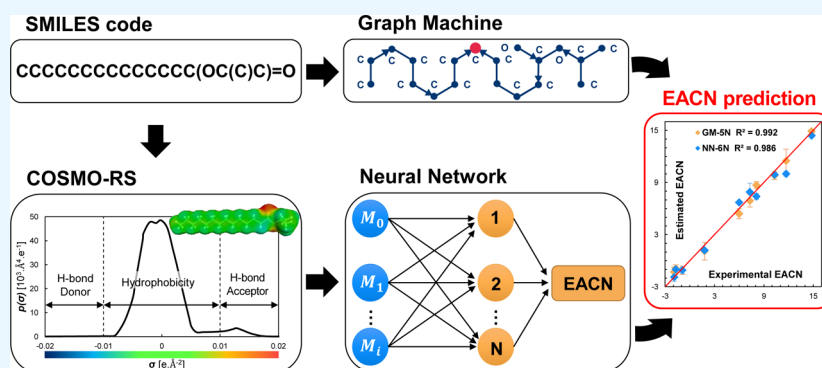 SMILES code
CCCCCCCCCCCCCC(OC(C)C)=O
Graph Machine
C C C C C C C O C O C C C
C C C C C C C C
EACN prediction
GM-5N R² = 0.992
NN-6N R² = 0.986
Estimated EACN
15
9
3
-3
-3 3 9 15
Experimental EACN
COSMO-RS
p(σ) [10³.Å⁴.e⁻¹]
50
40
30
20
10
0
H-bond Donor
Hydrophobicity
H-bond Acceptor
-0.02 -0.01 0 0.01 0.02
σ [e.Å⁻²]
Neural Network
M₀
M₁
Mᵢ
1
2
N
EACN